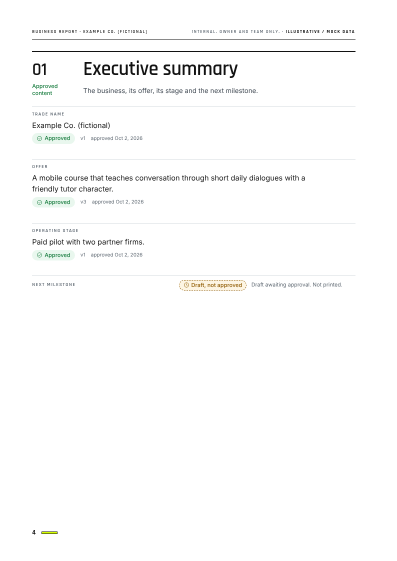 BUSINESS REPORT · EXAMPLE CO. (FICTIONAL)
INTERNAL. OWNER AND TEAM ONLY. · ILLUSTRATIVE / MOCK DATA
01
Executive summary
Approved content
The business, its offer, its stage and the next milestone.
TRADE NAME
Example Co. (fictional)
Approved v1 approved Oct 2, 2026
OFFER
A mobile course that teaches conversation through short daily dialogues with a
friendly tutor character.
Approved v3 approved Oct 2, 2026
OPERATING STAGE
Paid pilot with two partner firms.
Approved v1 approved Oct 2, 2026
NEXT MILESTONE
Draft, not approved Draft awaiting approval. Not printed.
4